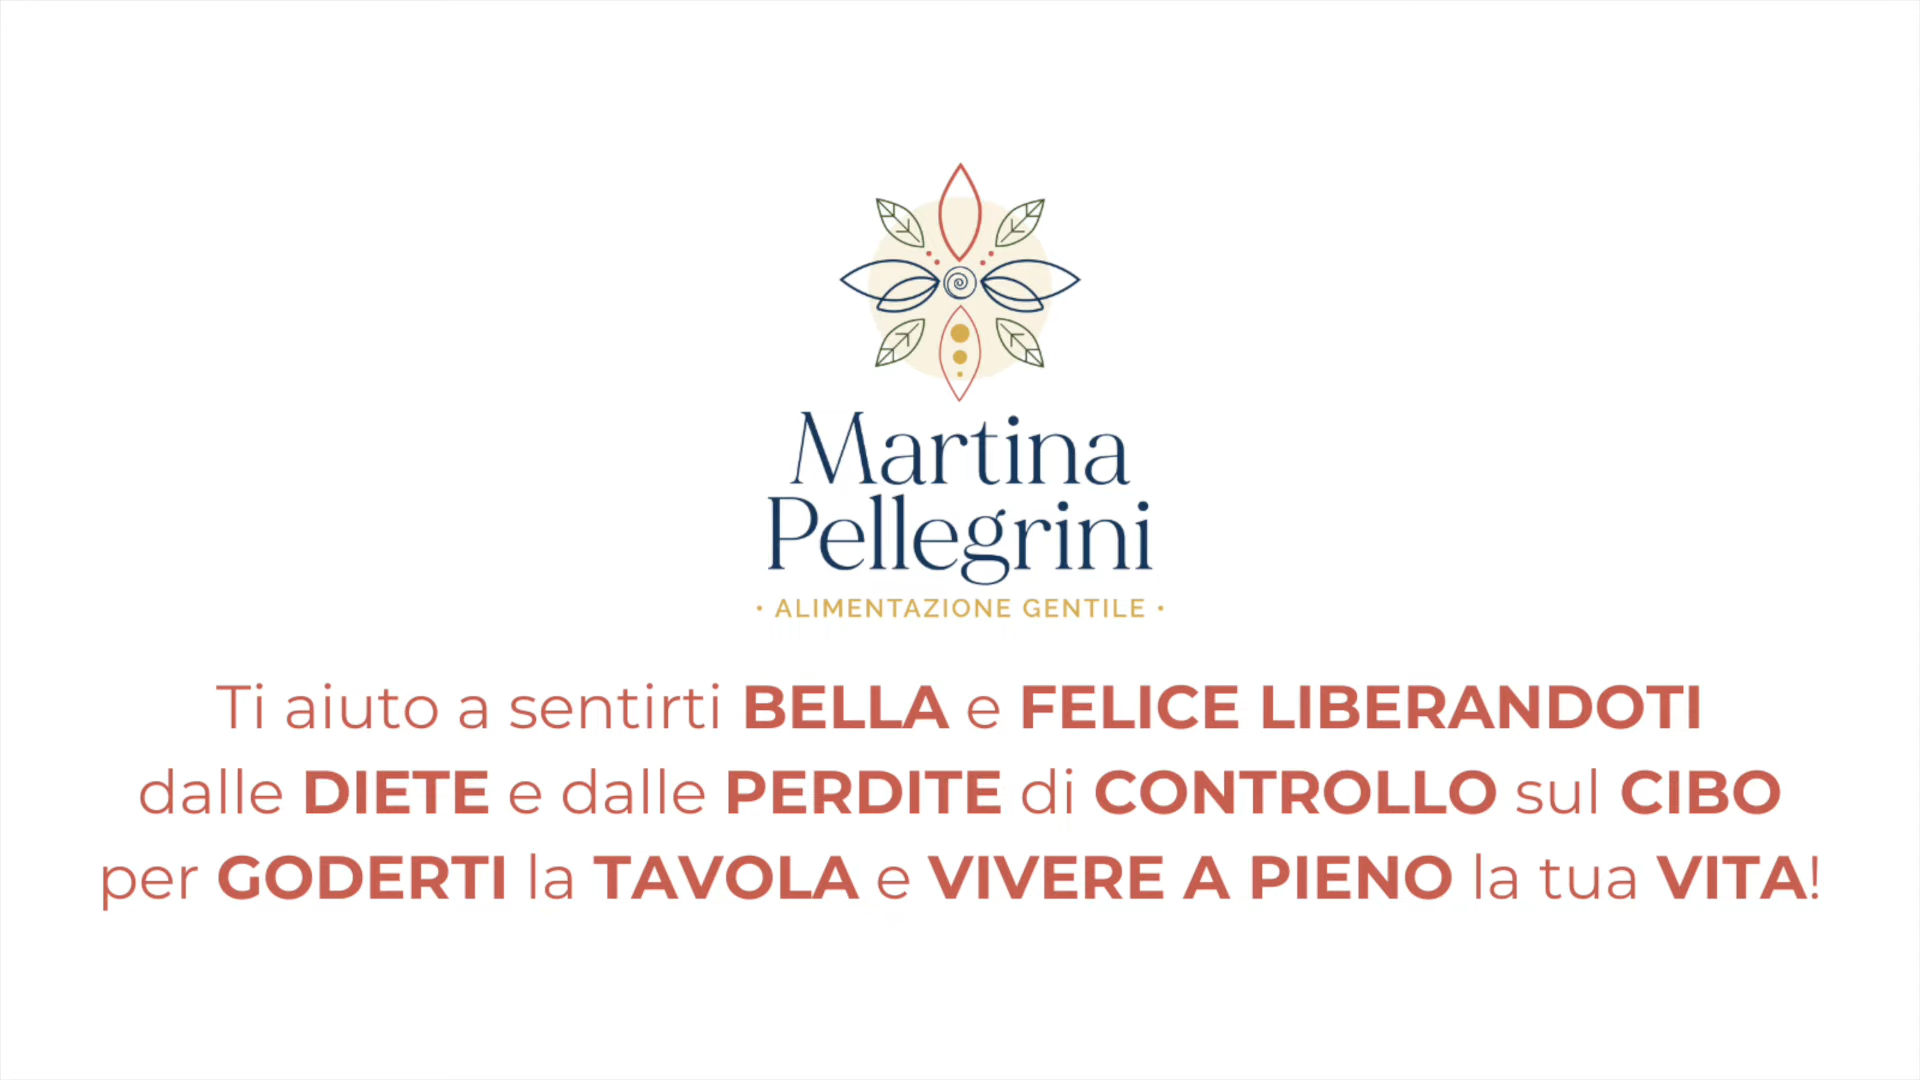 Martina
Pellegrini
• ALIMENTAZIONE GENTILE •
Ti aiuto a sentirti BELLA e FELICE LIBERANDOTI
dalle DIETE e dalle PERDITE di CONTROLLO sul CIBO
per GODERTI la TAVOLA e VIVERE A PIENO la tua VITA!